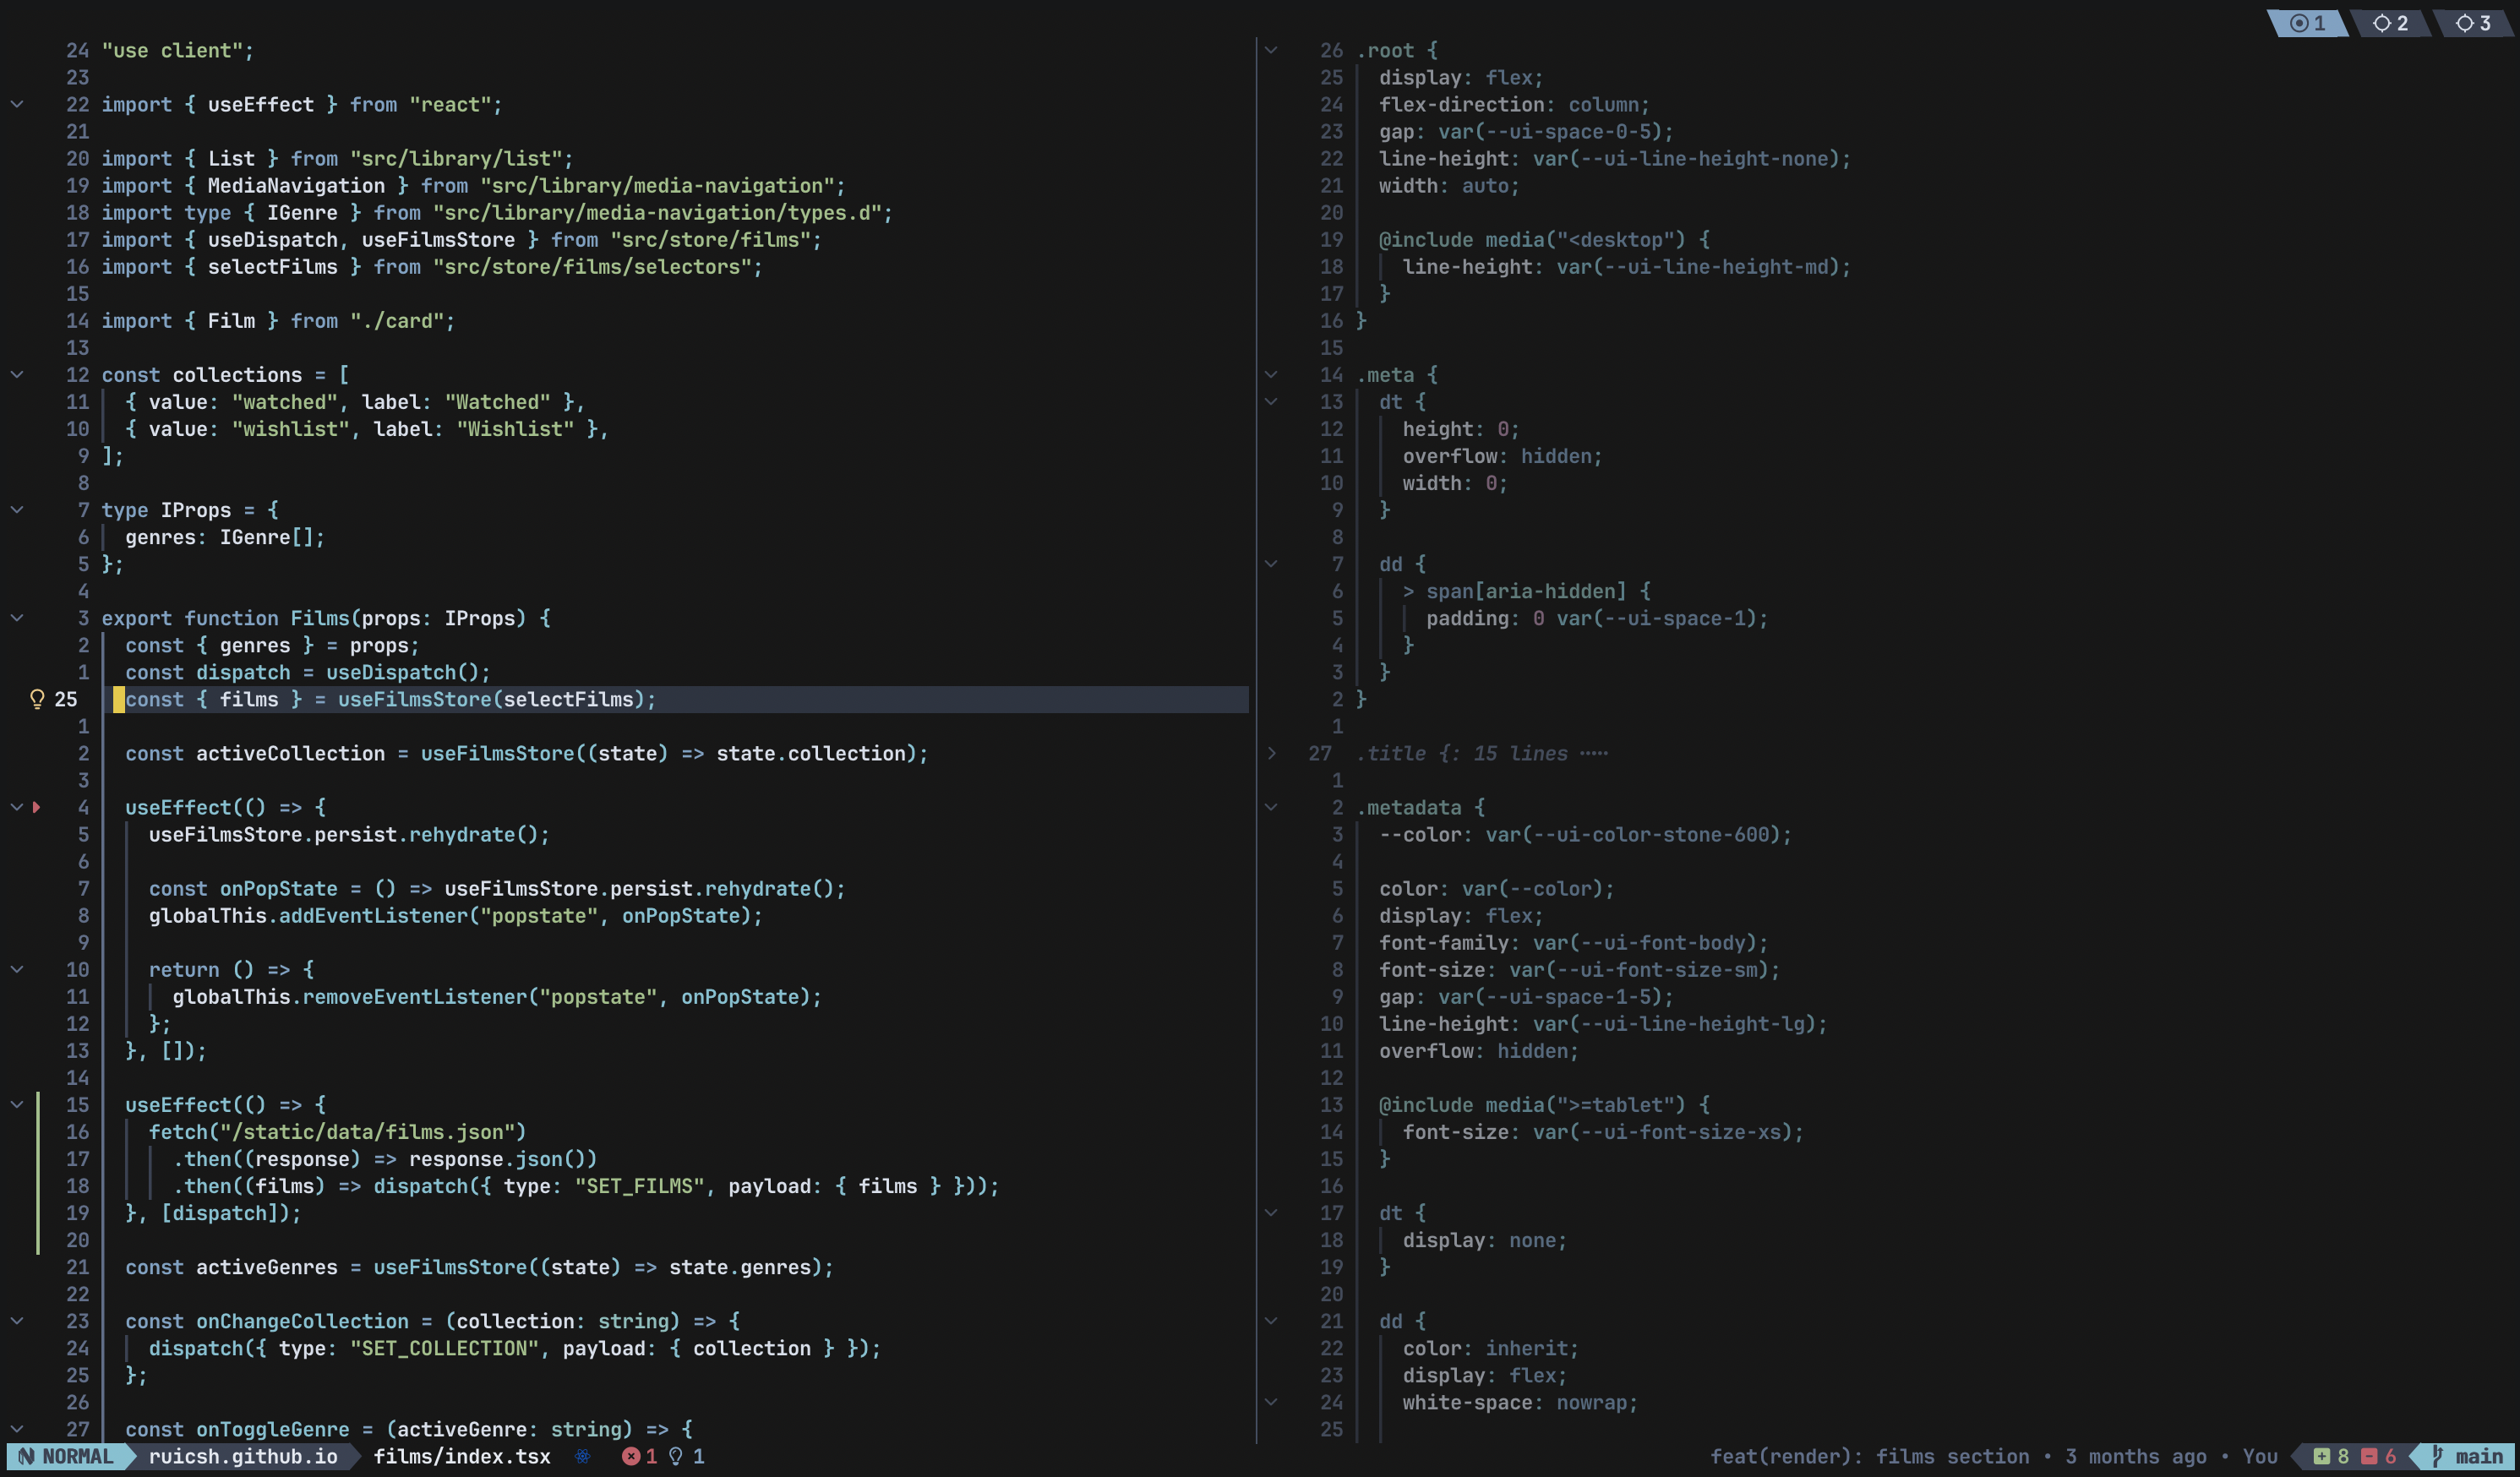 1 2 3
24 "use client";
23
22 import { useEffect } from "react";
21
20 import { List } from "src/library/list";
19 import { MediaNavigation } from "src/library/media-navigation";
18 import type { IGenre } from "src/library/media-navigation/types.d";
17 import { useDispatch, useFilmsStore } from "src/store/films";
16 import { selectFilms } from "src/store/films/selectors";
15
14 import { Film } from "./card";
13
12 const collections = [
11 { value: "watched", label: "Watched" },
10 { value: "wishlist", label: "Wishlist" },
9 ];
8
7 type IProps = {
6 genres: IGenre[];
5 };
4
3 export function Films(props: IProps) {
2 const { genres } = props;
1 const dispatch = useDispatch();
25 const { films } = useFilmsStore(selectFilms);
1
2 const activeCollection = useFilmsStore((state) => state.collection);
3
4 useEffect(() => {
5 useFilmsStore.persist.rehydrate();
6
7 const onPopState = () => useFilmsStore.persist.rehydrate();
8 globalThis.addEventListener("popstate", onPopState);
9
10 return () => {
11 globalThis.removeEventListener("popstate", onPopState);
12 };
13 }, []);
14
15 useEffect(() => {
16 fetch("/static/data/films.json")
17 .then((response) => response.json())
18 .then((films) => dispatch({ type: "SET_FILMS", payload: { films } }));
19 }, [dispatch]);
20
21 const activeGenres = useFilmsStore((state) => state.genres);
22
23 const onChangeCollection = (collection: string) => {
24 dispatch({ type: "SET_COLLECTION", payload: { collection } });
25 };
26
27 const onToggleGenre = (activeGenre: string) => {
26 .root {
25 display: flex;
24 flex-direction: column;
23 gap: var(--ui-space-0-5);
22 line-height: var(--ui-line-height-none);
21 width: auto;
20
19 @include media("<desktop") {
18 line-height: var(--ui-line-height-md);
17 }
16 }
15
14 .meta {
13 dt {
12 height: 0;
11 overflow: hidden;
10 width: 0;
9 }
8
7 dd {
6 > span[aria-hidden] {
5 padding: 0 var(--ui-space-1);
4 }
3 }
2 }
1
27 .title {: 15 lines ·····
1
2 .metadata {
3 --color: var(--ui-color-stone-600);
4
5 color: var(--color);
6 display: flex;
7 font-family: var(--ui-font-body);
8 font-size: var(--ui-font-size-sm);
9 gap: var(--ui-space-1-5);
10 line-height: var(--ui-line-height-lg);
11 overflow: hidden;
12
13 @include media(">=tablet") {
14 font-size: var(--ui-font-size-xs);
15 }
16
17 dt {
18 display: none;
19 }
20
21 dd {
22 color: inherit;
23 display: flex;
24 white-space: nowrap;
25
NORMAL ruicsh.github.io films/index.tsx 1 1 feat(render): films section • 3 months ago • You 8 6 main